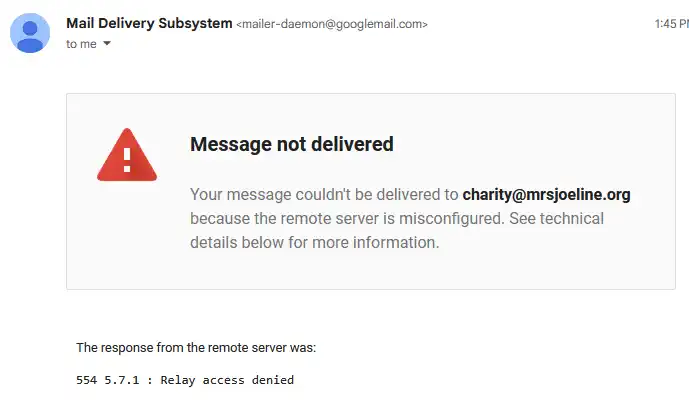 Mail Delivery Subsystem <mailer-daemon@googlemail.com>
1:45 PM
to me
Message not delivered
Your message couldn't be delivered to charity@mrsjoeline.org
because the remote server is misconfigured. See technical
details below for more information.
The response from the remote server was:
554 5.7.1 : Relay access denied